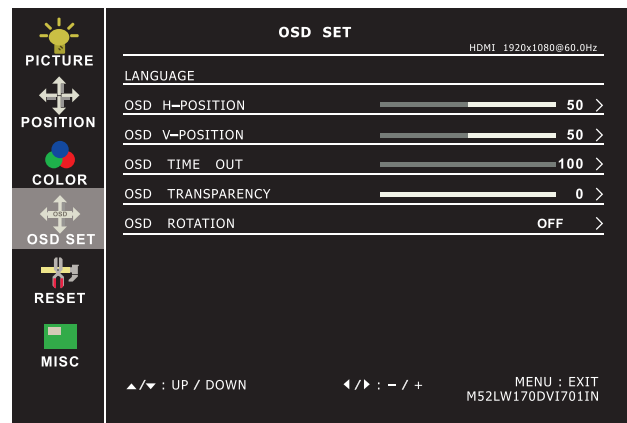 PICTURE
POSITION
COLOR
OSD
OSD SET
RESET
MISC
OSD SET
HDMI 1920x1080@60.0Hz
LANGUAGE
OSD H-POSITION 50 >
OSD V-POSITION 50 >
OSD TIME OUT 100 >
OSD TRANSPARENCY 0 >
OSD ROTATION OFF >
▲/▼ : UP / DOWN ◀/▶ : - / + MENU : EXIT
M52LW170DVI701IN